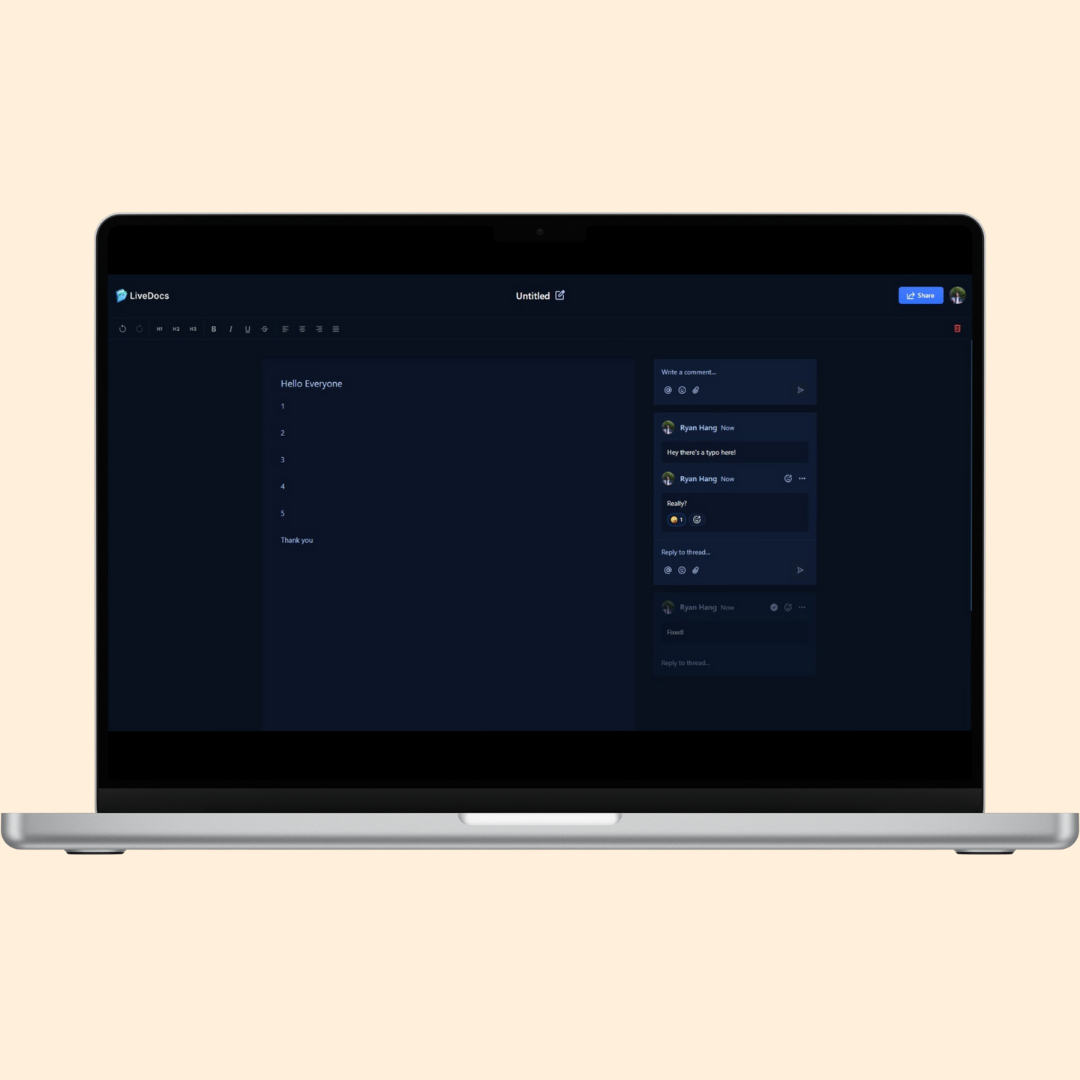 LiveDocs
Untitled
Share
H1 H2 H3 B I U S
Hello Everyone
1
2
3
4
5
Thank you
Write a comment...
Ryan Hang Now
Hey there's a typo here!
Ryan Hang Now
Really?
1
Reply to thread...
Ryan Hang Now
Fixed!
Reply to thread...